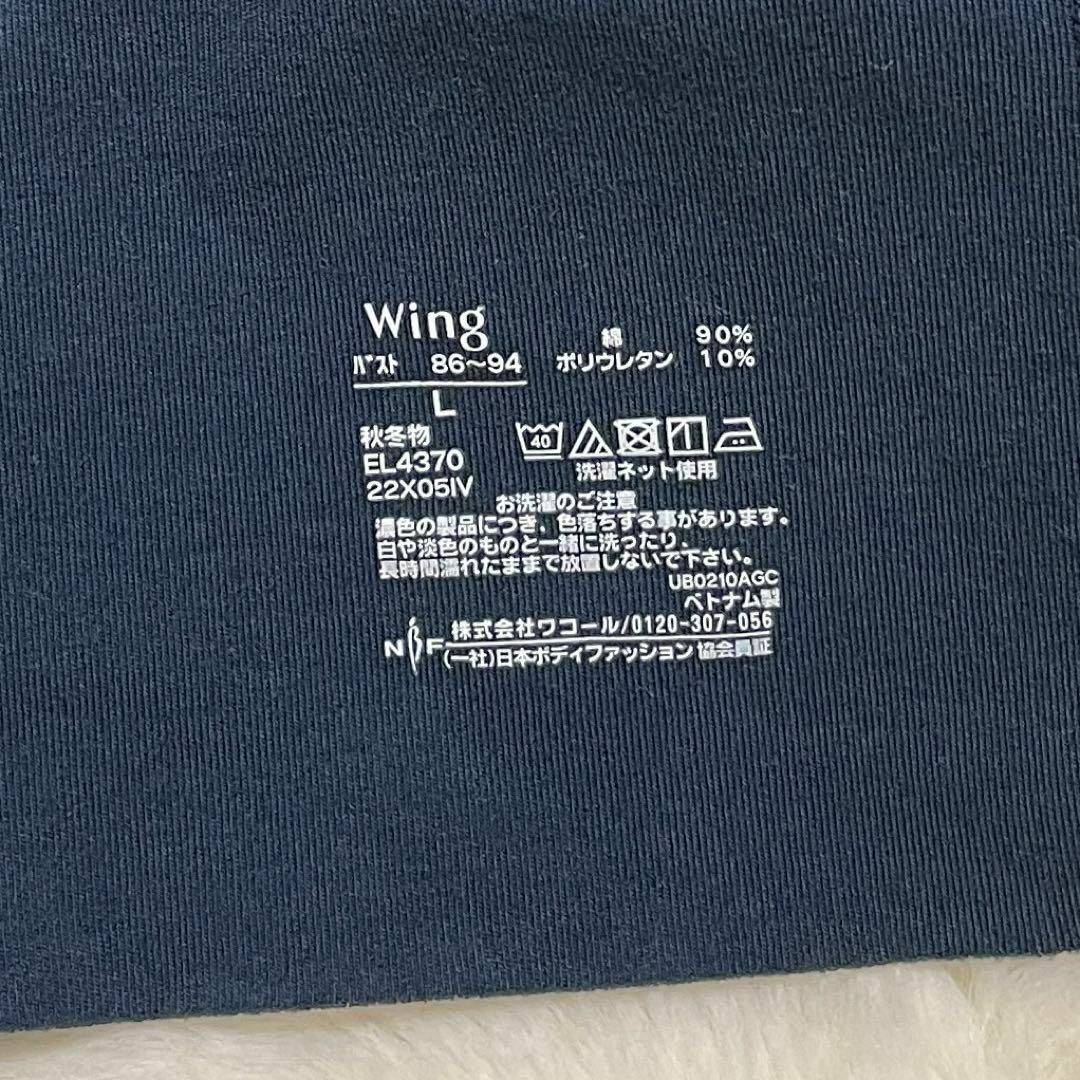 Wing
バスト 86〜94
L
綿 90%
ポリウレタン 10%
秋冬物
EL4370
22X05IV
40
洗濯ネット使用
お洗濯のご注意
濃色の製品につき、色落ちする事があります。
白や淡色のものと一緒に洗ったり、
長時間濡れたままで放置しないで下さい。
UB0210AGC
ベトナム製
NBF
株式会社ワコール/0120-307-056
(一社)日本ボディファッション協会員証